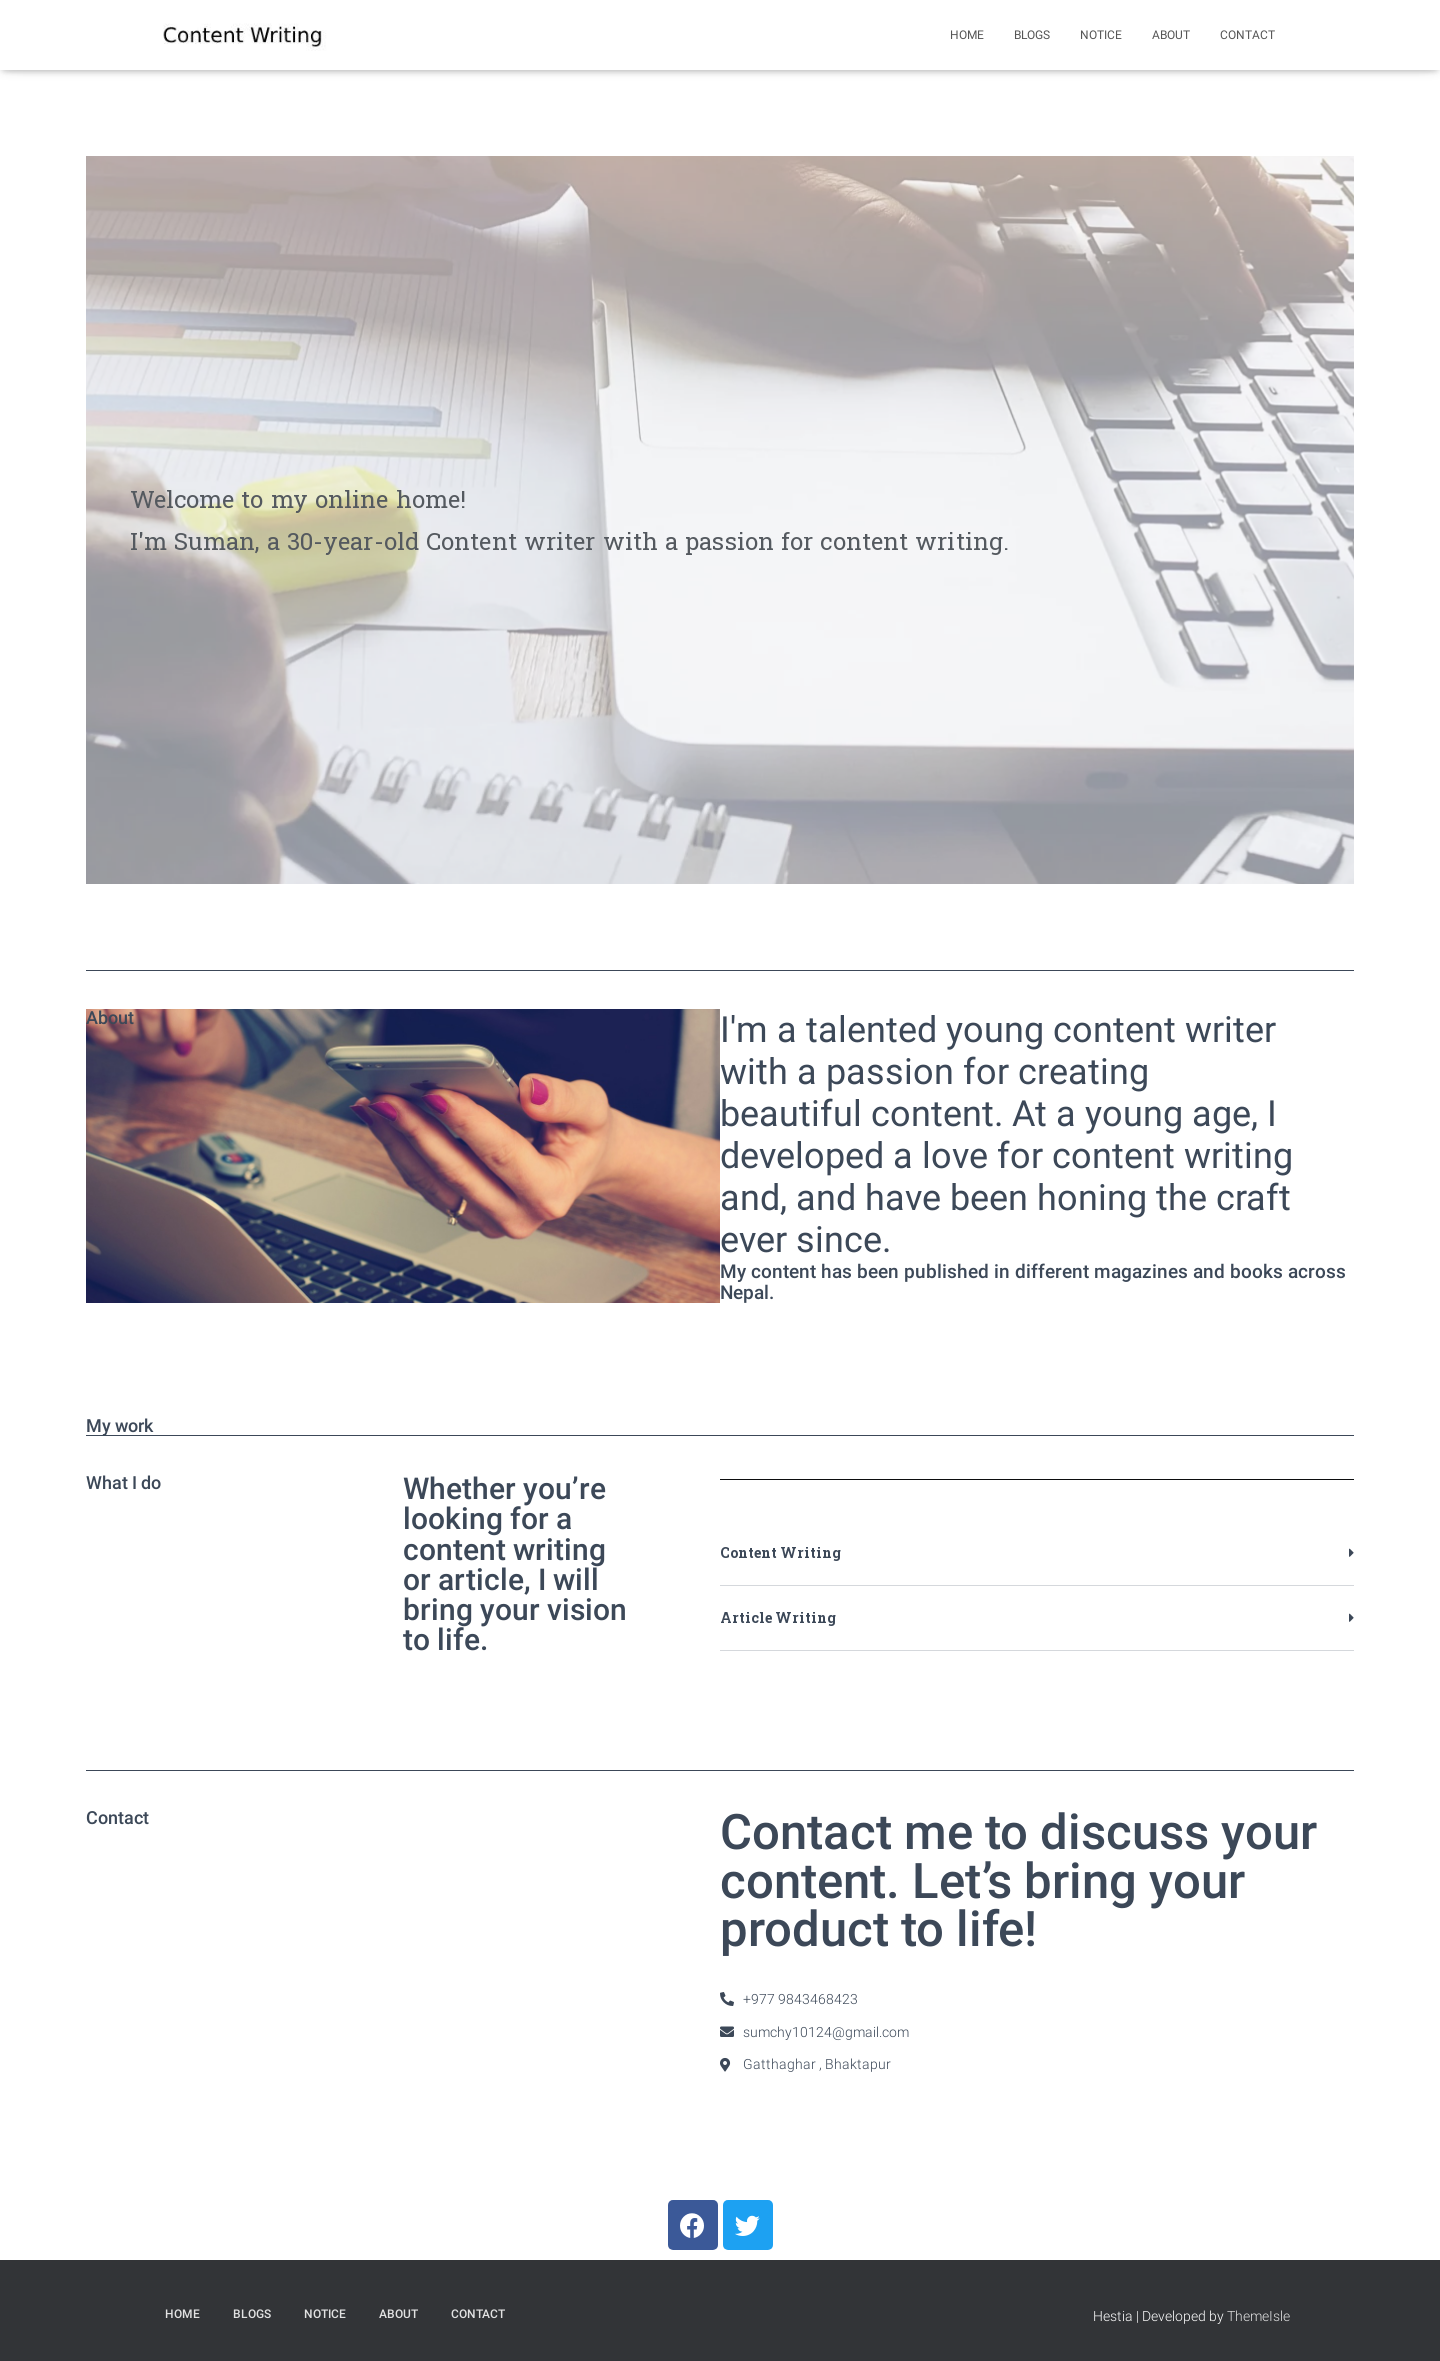 Content Writing
HOME
BLOGS
NOTICE
ABOUT
CONTACT
Welcome to my online home!
I'm Suman, a 30-year-old Content writer with a passion for content writing.
About
I'm a talented young content writer
with a passion for creating
beautiful content. At a young age, I
developed a love for content writing
and, and have been honing the craft
ever since.
My content has been published in different magazines and books across
Nepal.
My work
What I do
Whether you’re
looking for a
content writing
or article, I will
bring your vision
to life.
Content Writing
Article Writing
Contact
Contact me to discuss your
content. Let’s bring your
product to life!
+977 9843468423
sumchy10124@gmail.com
Gatthaghar , Bhaktapur
HOME
BLOGS
NOTICE
ABOUT
CONTACT
Hestia | Developed by ThemeIsle